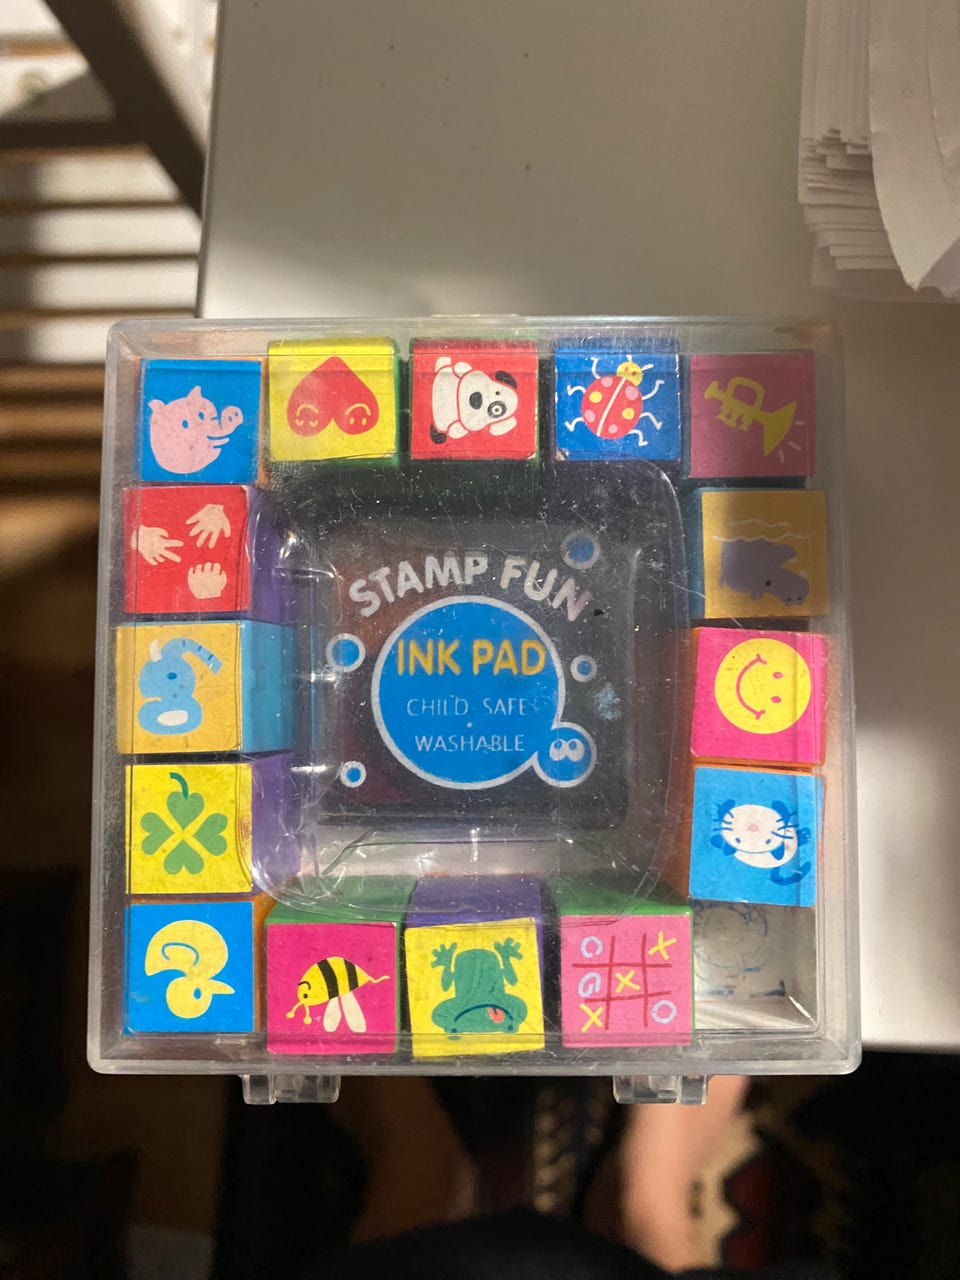 STAMP FUN
INK PAD
CHILD-SAFE
WASHABLE